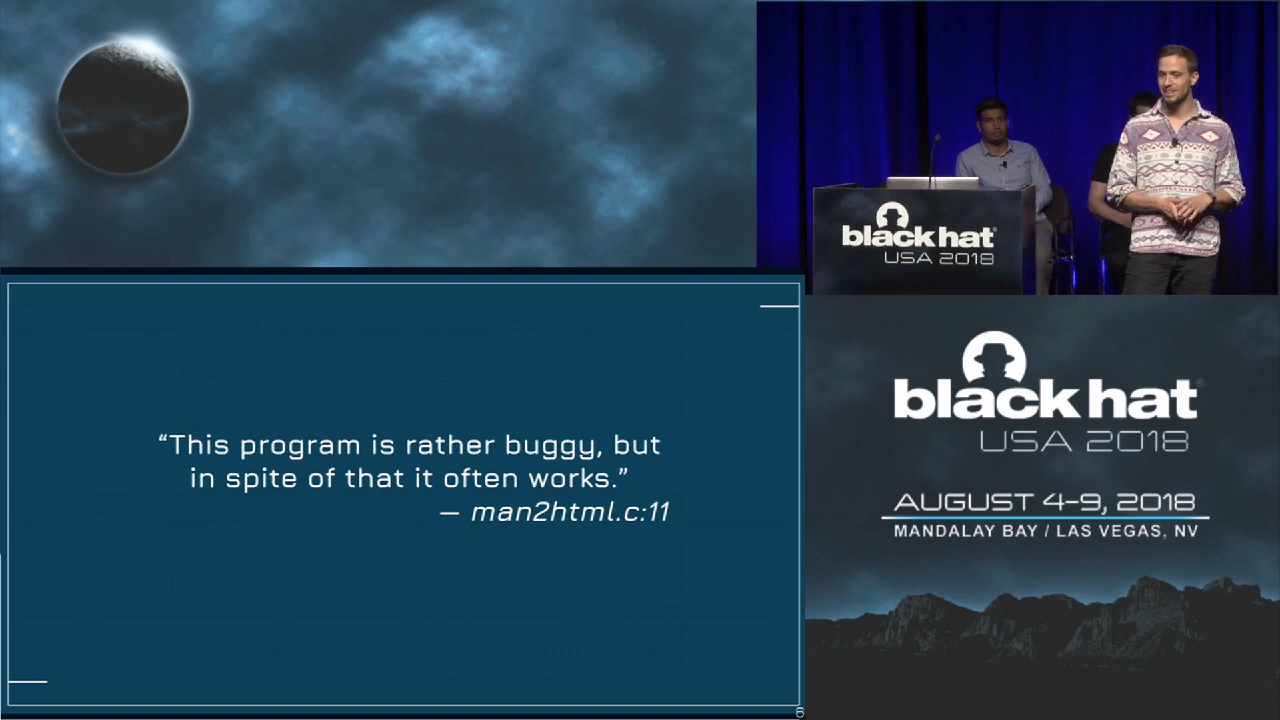 black hat
USA 2018
“This program is rather buggy, but
in spite of that it often works.”
— man2html.c:11
6
black hat
USA 2018
AUGUST 4-9, 2018
MANDALAY BAY / LAS VEGAS, NV